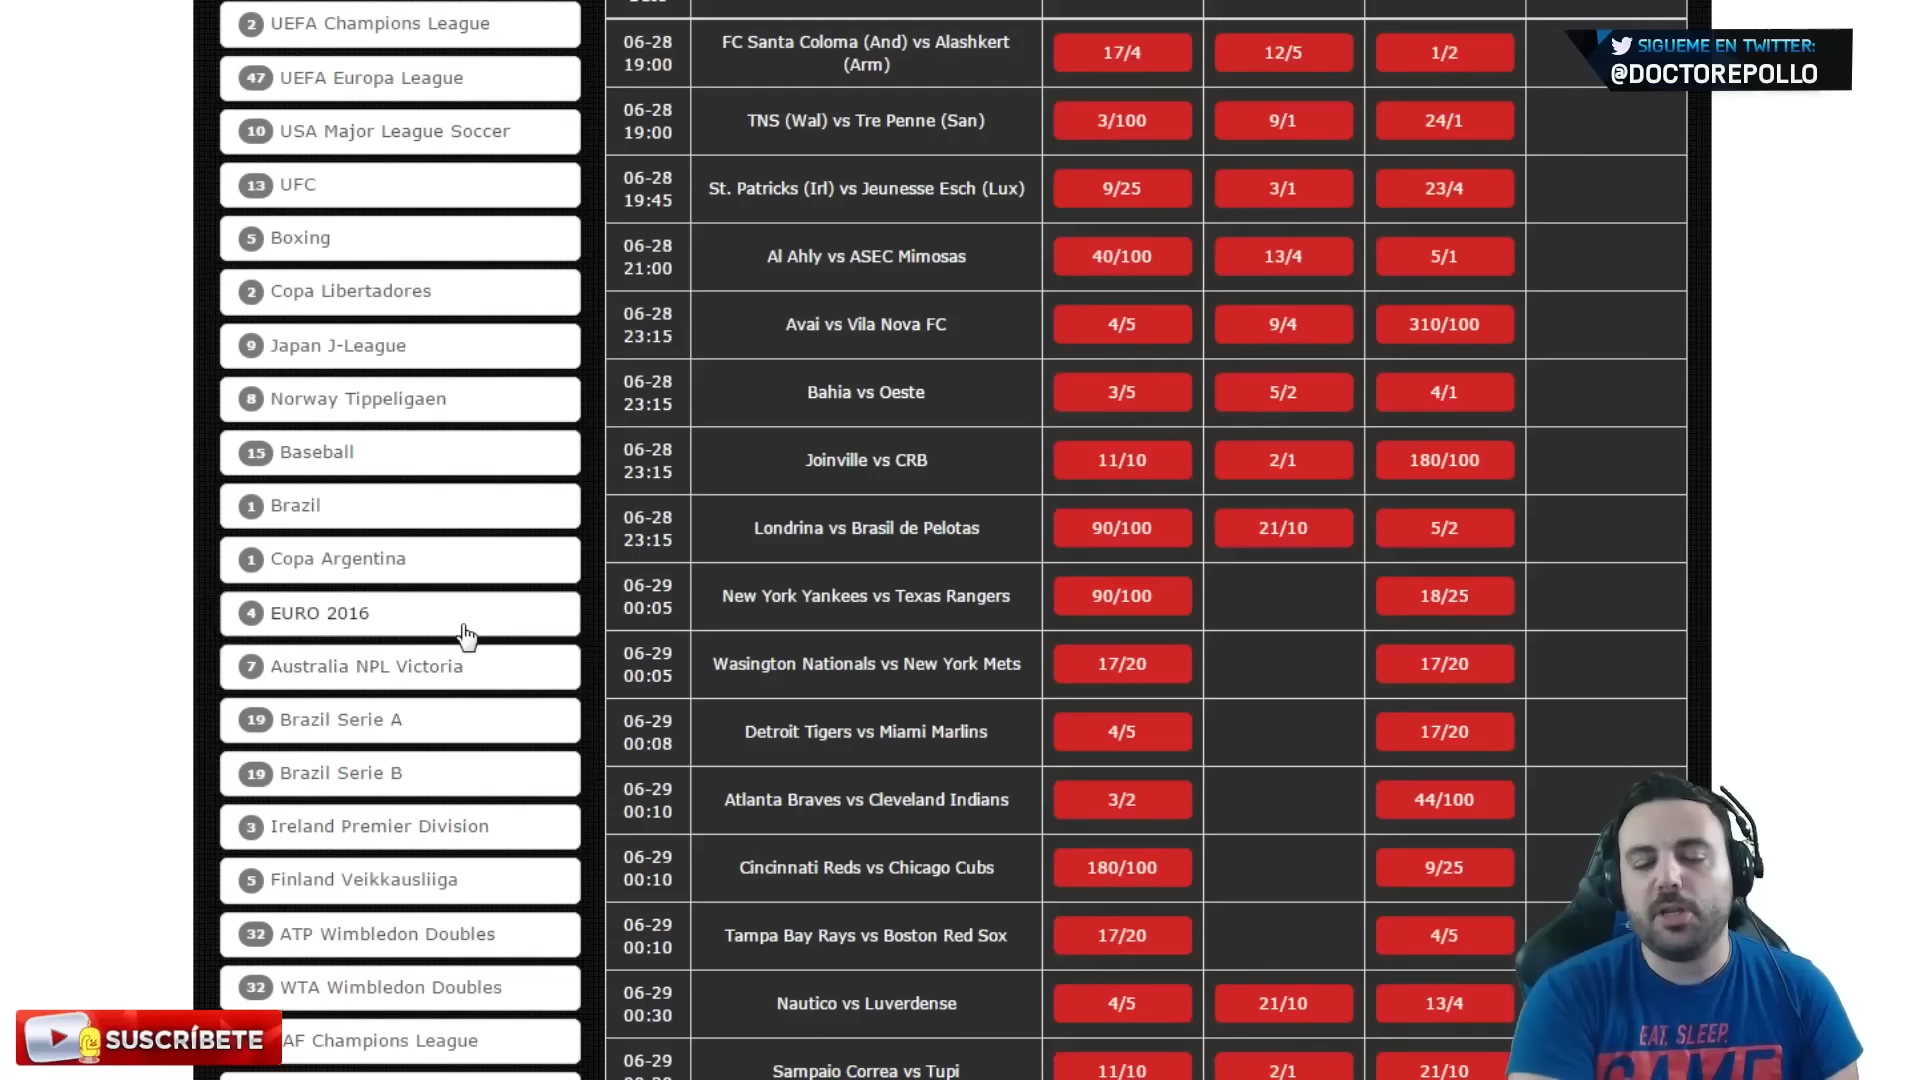 2 UEFA Champions League
47 UEFA Europa League
10 USA Major League Soccer
13 UFC
5 Boxing
2 Copa Libertadores
9 Japan J-League
8 Norway Tippeligaen
15 Baseball
1 Brazil
1 Copa Argentina
4 EURO 2016
7 Australia NPL Victoria
19 Brazil Serie A
19 Brazil Serie B
3 Ireland Premier Division
5 Finland Veikkausliiga
32 ATP Wimbledon Doubles
32 WTA Wimbledon Doubles
AF Champions League
06-28 19:00 FC Santa Coloma (And) vs Alashkert (Arm) 17/4 12/5 1/2
06-28 19:00 TNS (Wal) vs Tre Penne (San) 3/100 9/1 24/1
06-28 19:45 St. Patricks (Irl) vs Jeunesse Esch (Lux) 9/25 3/1 23/4
06-28 21:00 Al Ahly vs ASEC Mimosas 40/100 13/4 5/1
06-28 23:15 Avai vs Vila Nova FC 4/5 9/4 310/100
06-28 23:15 Bahia vs Oeste 3/5 5/2 4/1
06-28 23:15 Joinville vs CRB 11/10 2/1 180/100
06-28 23:15 Londrina vs Brasil de Pelotas 90/100 21/10 5/2
06-29 00:05 New York Yankees vs Texas Rangers 90/100 18/25
06-29 00:05 Wasington Nationals vs New York Mets 17/20 17/20
06-29 00:08 Detroit Tigers vs Miami Marlins 4/5 17/20
06-29 00:10 Atlanta Braves vs Cleveland Indians 3/2 44/100
06-29 00:10 Cincinnati Reds vs Chicago Cubs 180/100 9/25
06-29 00:10 Tampa Bay Rays vs Boston Red Sox 17/20 4/5
06-29 00:30 Nautico vs Luverdense 4/5 21/10 13/4
06-29 Sampaio Correa vs Tupi 11/10 2/1 21/10
SIGUEME EN TWITTER:
@DOCTOREPOLLO
SUSCRÍBETE
EAT, SLEEP,
GAME